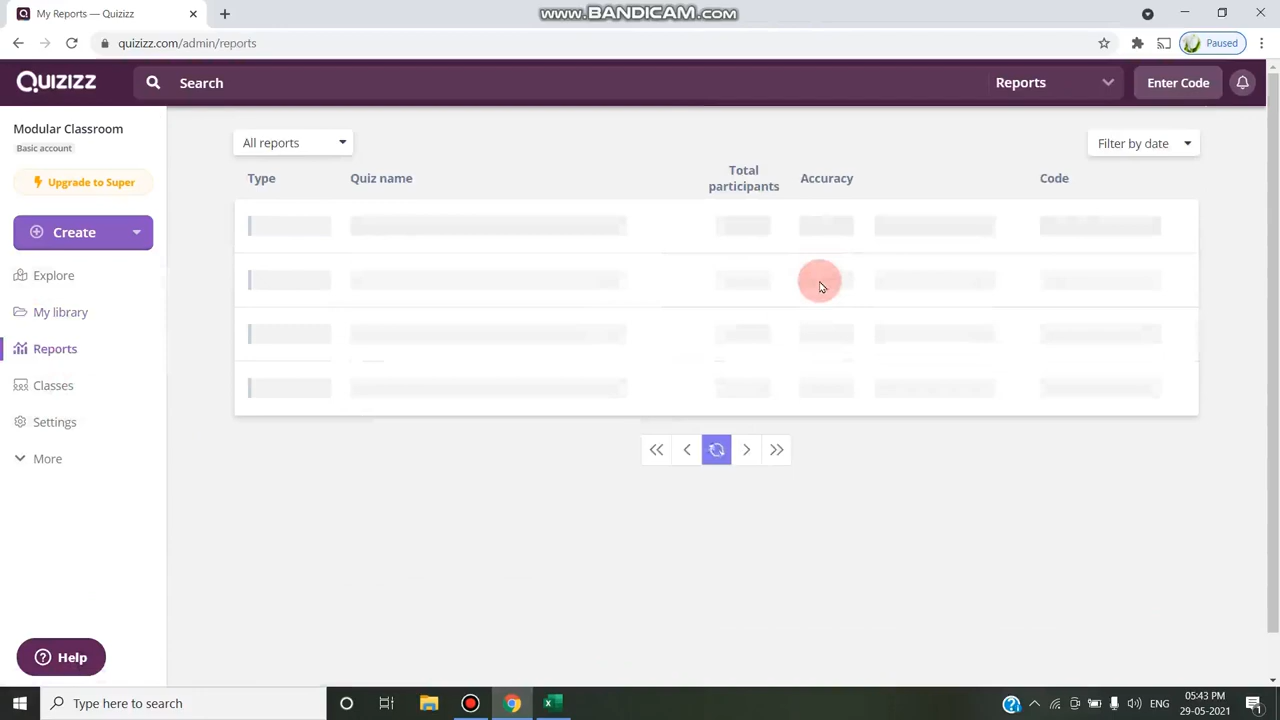 My Reports — Quizizz
www.BANDICAM.com
quizizz.com/admin/reports
Paused
QUIZIZZ
Search
Reports
Enter Code
Modular Classroom
Basic account
Upgrade to Super
Create
Explore
My library
Reports
Classes
Settings
More
Help
All reports
Filter by date
Type
Quiz name
Total participants
Accuracy
Code
Type here to search
ENG
05:43 PM
29-05-2021
1